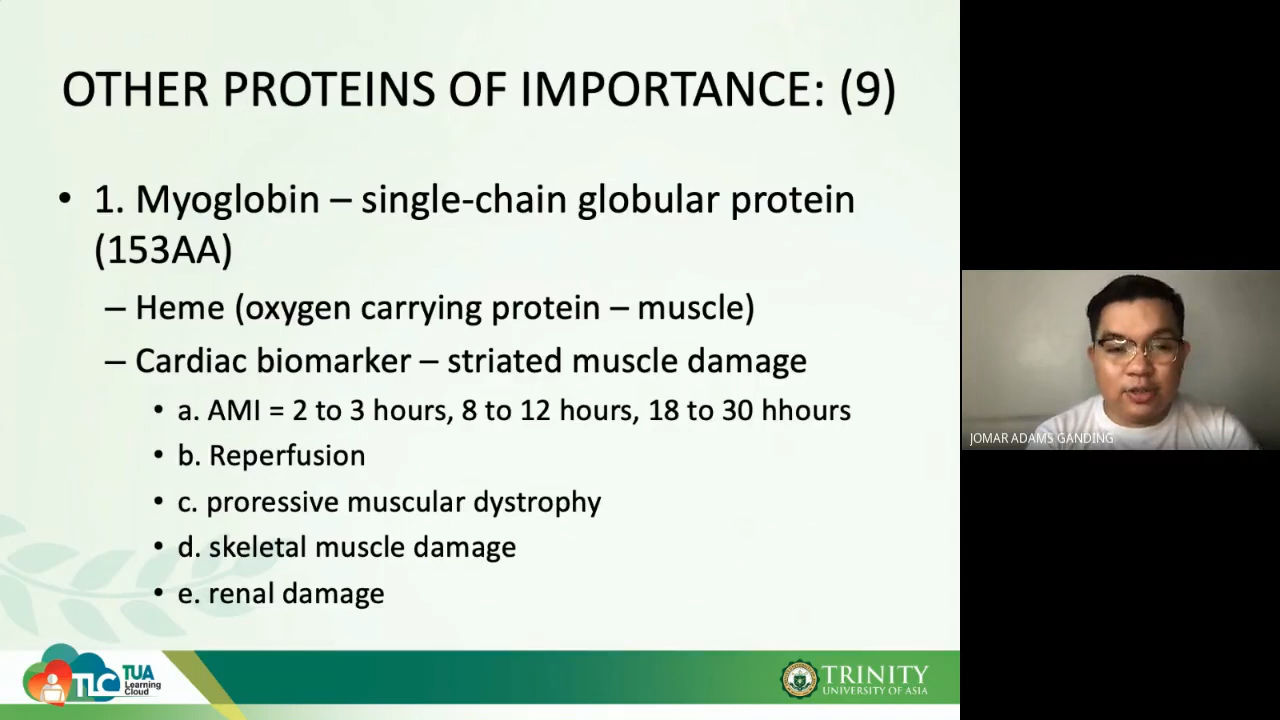 OTHER PROTEINS OF IMPORTANCE: (9)
• 1. Myoglobin – single-chain globular protein
(153AA)
– Heme (oxygen carrying protein – muscle)
– Cardiac biomarker – striated muscle damage
• a. AMI = 2 to 3 hours, 8 to 12 hours, 18 to 30 hhours
• b. Reperfusion
• c. proressive muscular dystrophy
• d. skeletal muscle damage
• e. renal damage
JOMAR ADAMS GANDING
TLC TUA
Learning
Cloud
TRINITY
UNIVERSITY OF ASIA